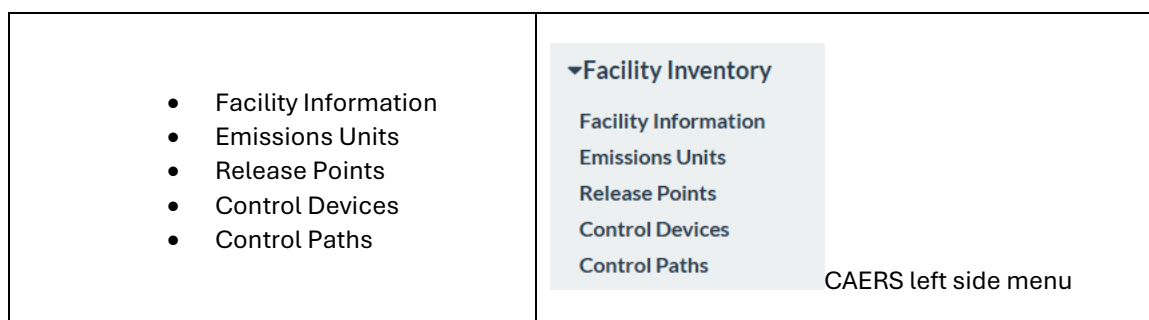 • Facility Information
• Emissions Units
• Release Points
• Control Devices
• Control Paths
Facility Inventory
Facility Information
Emissions Units
Release Points
Control Devices
Control Paths
CAERS left side menu